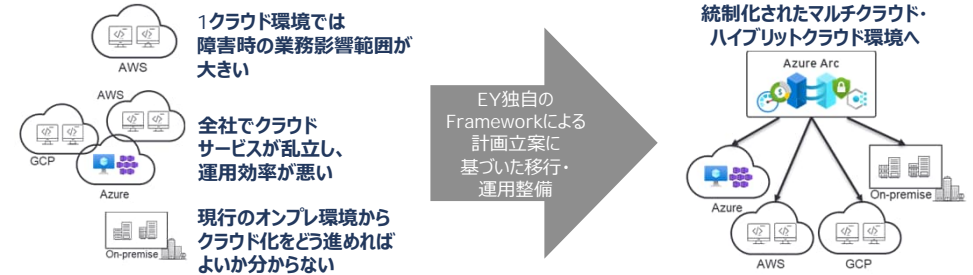 1クラウド環境では
障害時の業務影響範囲が
大きい
AWS
AWS
GCP
Azure
全社でクラウド
サービスが乱立し、
運用効率が悪い
On-premise
現行のオンプレ環境から
クラウド化をどう進めれば
よいか分からない
EY独自の
Frameworkによる
計画立案に
基づいた移行・
運用整備
統制化されたマルチクラウド・
ハイブリットクラウド環境へ
Azure Arc
Azure
On-premise
AWS
GCP